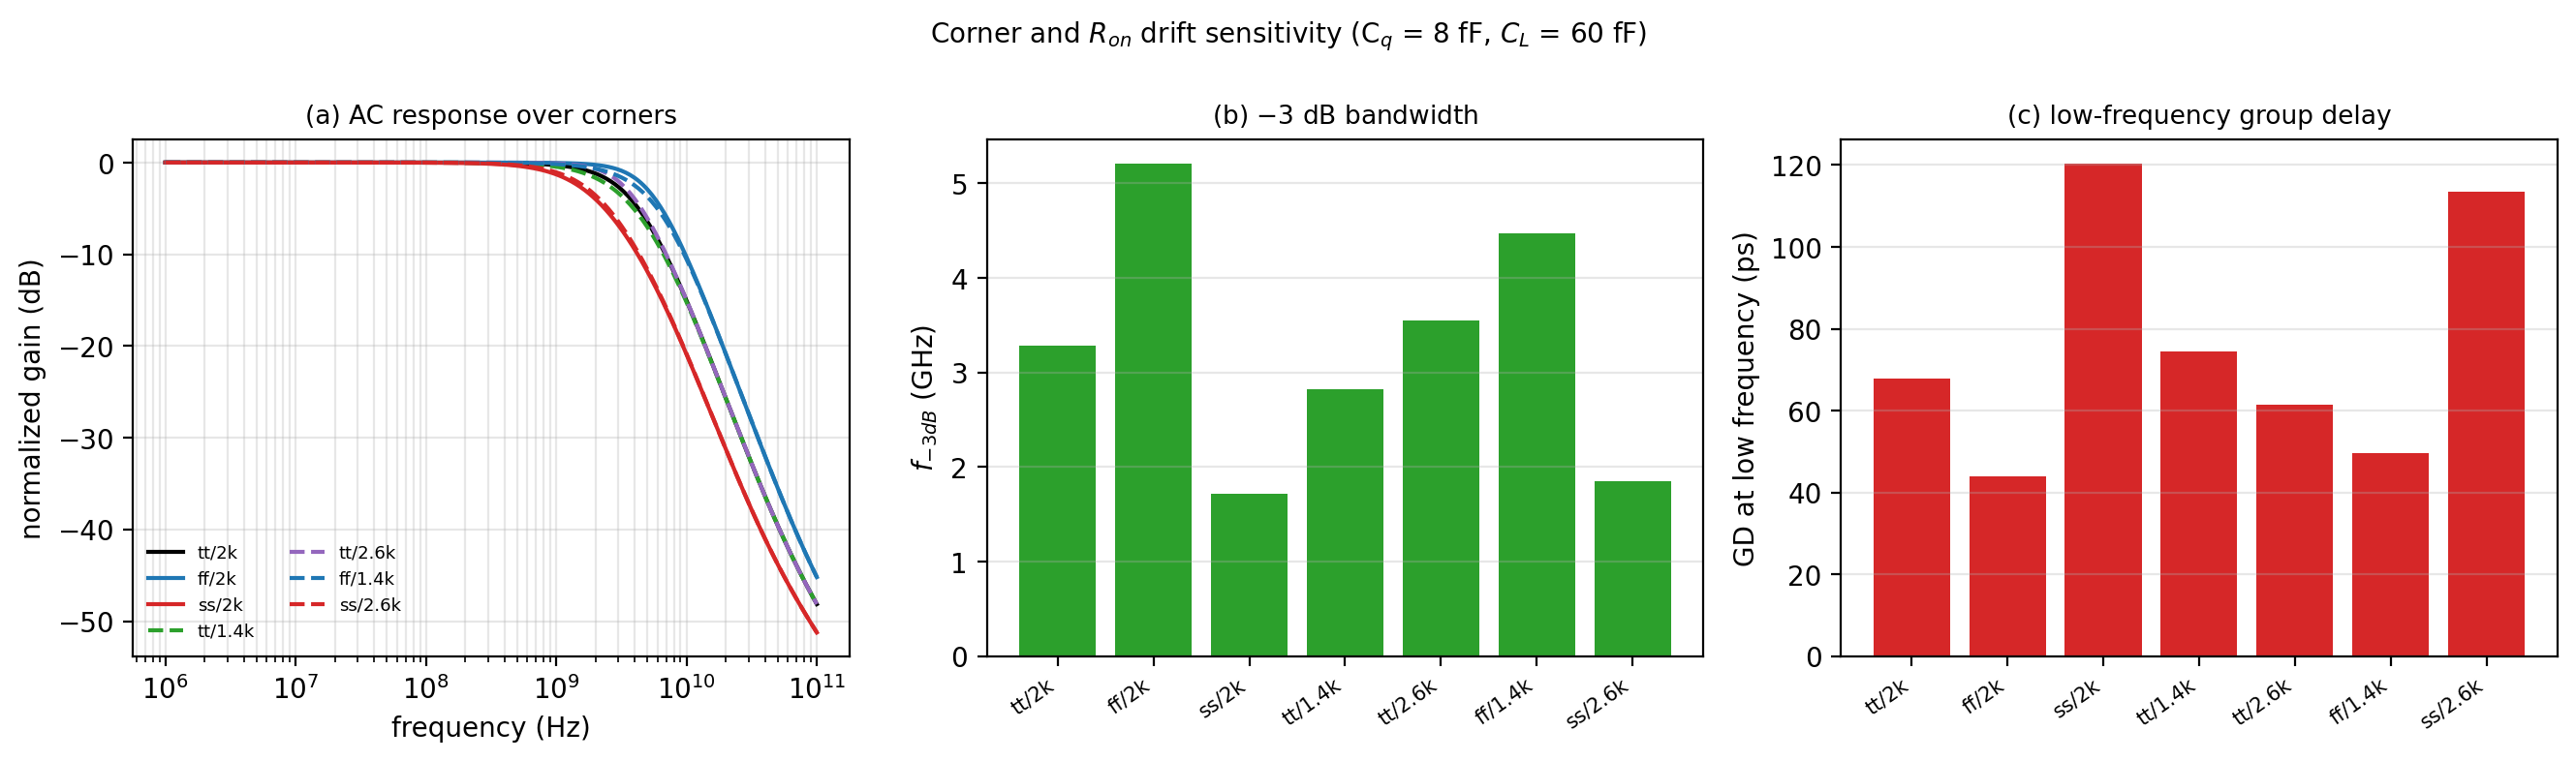 Corner and R_on drift sensitivity (C_q = 8 fF, C_L = 60 fF)
(a) AC response over corners
normalized gain (dB)
0
−10
−20
−30
−40
−50
tt/2k
ff/2k
ss/2k
tt/1.4k
tt/2.6k
ff/1.4k
ss/2.6k
10^6
10^7
10^8
10^9
10^10
10^11
frequency (Hz)
(b) −3 dB bandwidth
f_−3dB (GHz)
5
4
3
2
1
0
tt/2k
ff/2k
ss/2k
tt/1.4k
tt/2.6k
ff/1.4k
ss/2.6k
(c) low-frequency group delay
GD at low frequency (ps)
120
100
80
60
40
20
0
tt/2k
ff/2k
ss/2k
tt/1.4k
tt/2.6k
ff/1.4k
ss/2.6k